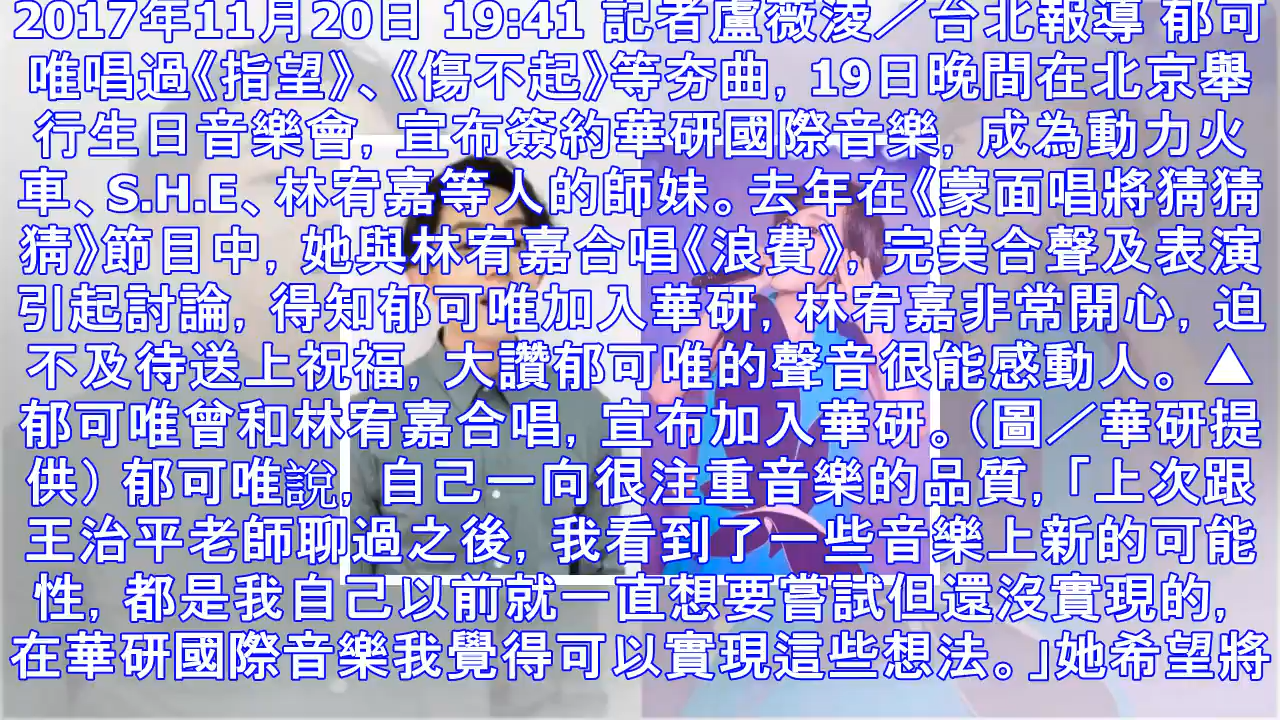 2017年11月20日 19:41 記者盧薇淩／台北報導 郁可
唯唱過《指望》、《傷不起》等夯曲, 19日晚間在北京舉
行生日音樂會, 宣布簽約華研國際音樂, 成為動力火
車、S.H.E、林宥嘉等人的師妹。去年在《蒙面唱將猜猜
猜》節目中, 她與林宥嘉合唱《浪費》, 完美合聲及表演
引起討論, 得知郁可唯加入華研, 林宥嘉非常開心, 迫
不及待送上祝福, 大讚郁可唯的聲音很能感動人。 ▲
郁可唯曾和林宥嘉合唱, 宣布加入華研。(圖／華研提
供) 郁可唯說, 自己一向很注重音樂的品質,「上次跟
王治平老師聊過之後, 我看到了一些音樂上新的可能
性, 都是我自己以前就一直想要嘗試但還沒實現的,
在華研國際音樂我覺得可以實現這些想法。」她希望將